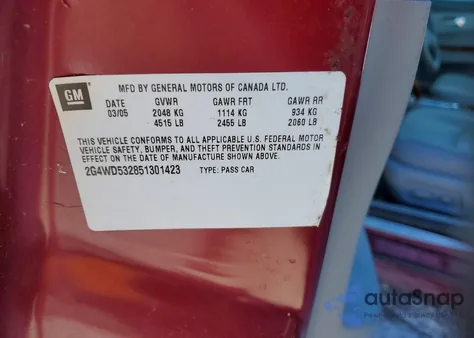 GM
MFD BY GENERAL MOTORS OF CANADA LTD.
DATE GVWR GAWR FRT GAWR RR
03/05 2048 KG 1114 KG 934 KG
4515 LB 2455 LB 2060 LB
THIS VEHICLE CONFORMS TO ALL APPLICABLE U.S. FEDERAL MOTOR
VEHICLE SAFETY, BUMPER, AND THEFT PREVENTION STANDARDS IN
EFFECT ON THE DATE OF MANUFACTURE SHOWN ABOVE.
2G4WD532851301423 TYPE: PASS CAR
autoSnap